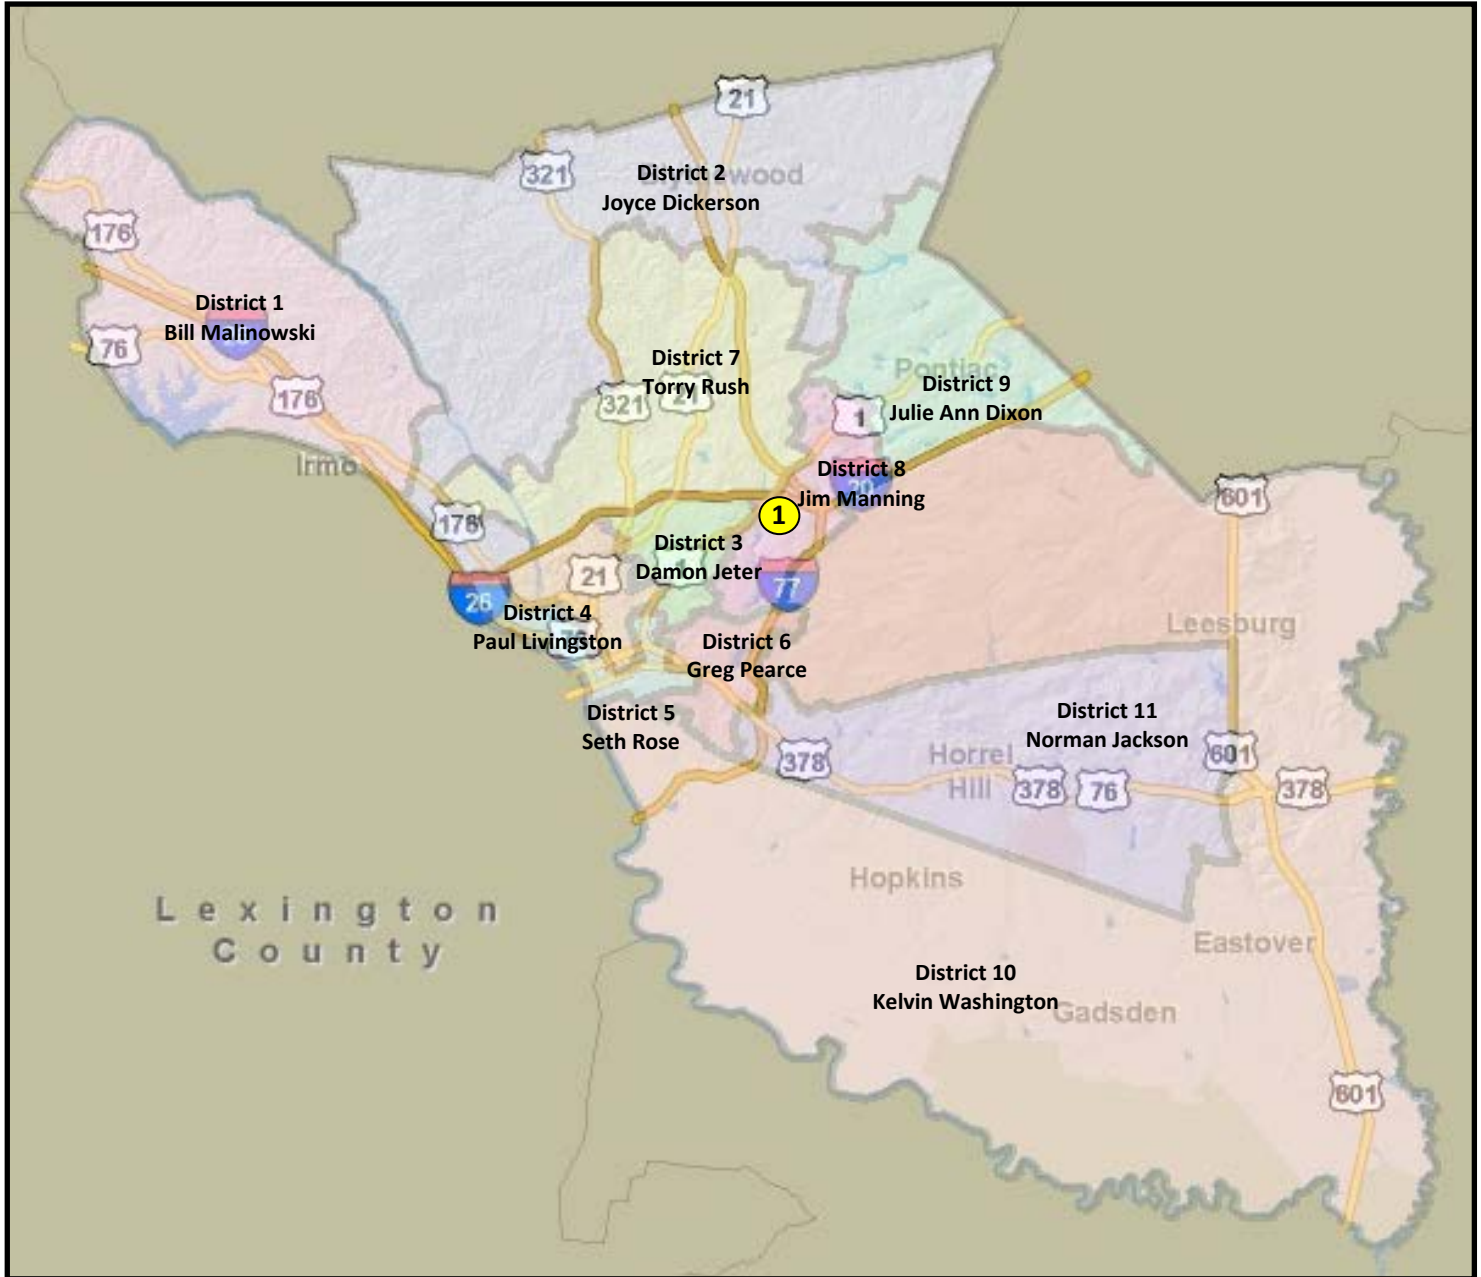 21
321
District 2
Joyce Dickerson
176
District 1
Bill Malinowski
76
176
District 7
Torry Rush
321
21
Pontiac
District 9
Julie Ann Dixon
1
Irmo
District 8
Jim Manning
20
601
176
1
District 3
Damon Jeter
21
77
26
District 4
Paul Livingston
Leesburg
District 6
Greg Pearce
District 5
Seth Rose
District 11
Norman Jackson
378
Horrel
Hill
378
76
601
378
Hopkins
Lexington
County
Eastover
District 10
Kelvin Washington
Gadsden
601